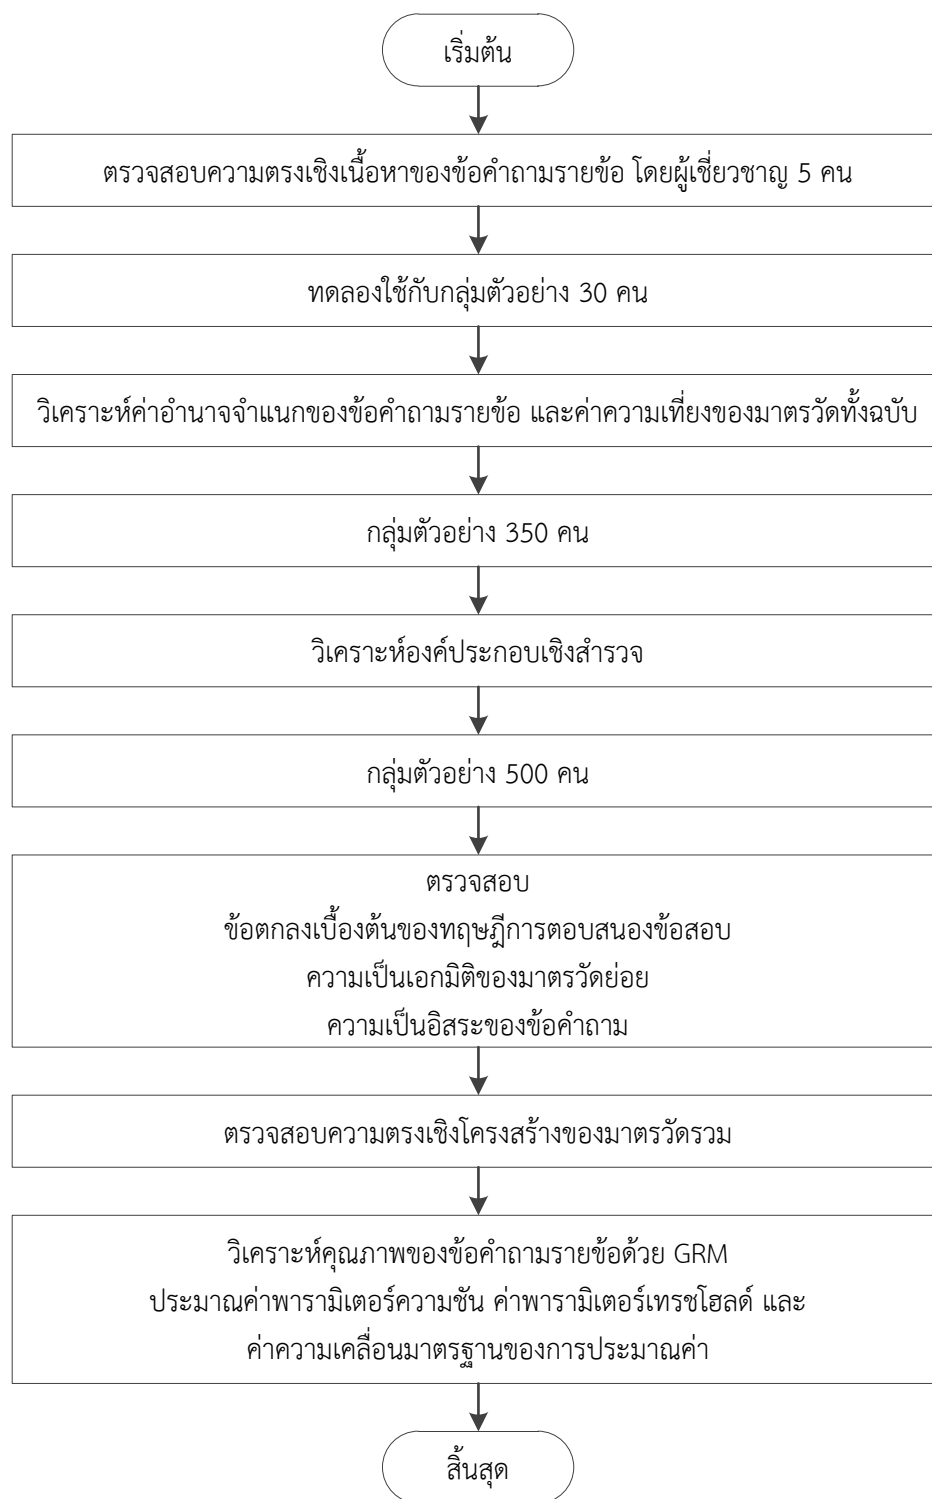 เริ่มต้น
ตรวจสอบความตรงเชิงเนื้อหาของข้อคำถามรายข้อ โดยผู้เชี่ยวชาญ 5 คน
ทดลองใช้กับกลุ่มตัวอย่าง 30 คน
วิเคราะห์ค่าอำนาจจำแนกของข้อคำถามรายข้อ และค่าความเที่ยงของมาตรวัดทั้งฉบับ
กลุ่มตัวอย่าง 350 คน
วิเคราะห์องค์ประกอบเชิงสำรวจ
กลุ่มตัวอย่าง 500 คน
ตรวจสอบ
ข้อตกลงเบื้องต้นของทฤษฎีการตอบสนองข้อสอบ
ความเป็นเอกมิติของมาตรวัดย่อย
ความเป็นอิสระของข้อคำถาม
ตรวจสอบความตรงเชิงโครงสร้างของมาตรวัดรวม
วิเคราะห์คุณภาพของข้อคำถามรายข้อด้วย GRM
ประมาณค่าพารามิเตอร์ความชัน ค่าพารามิเตอร์เทรชโฮลด์ และ
ค่าความเคลื่อนมาตรฐานของการประมาณค่า
สิ้นสุด